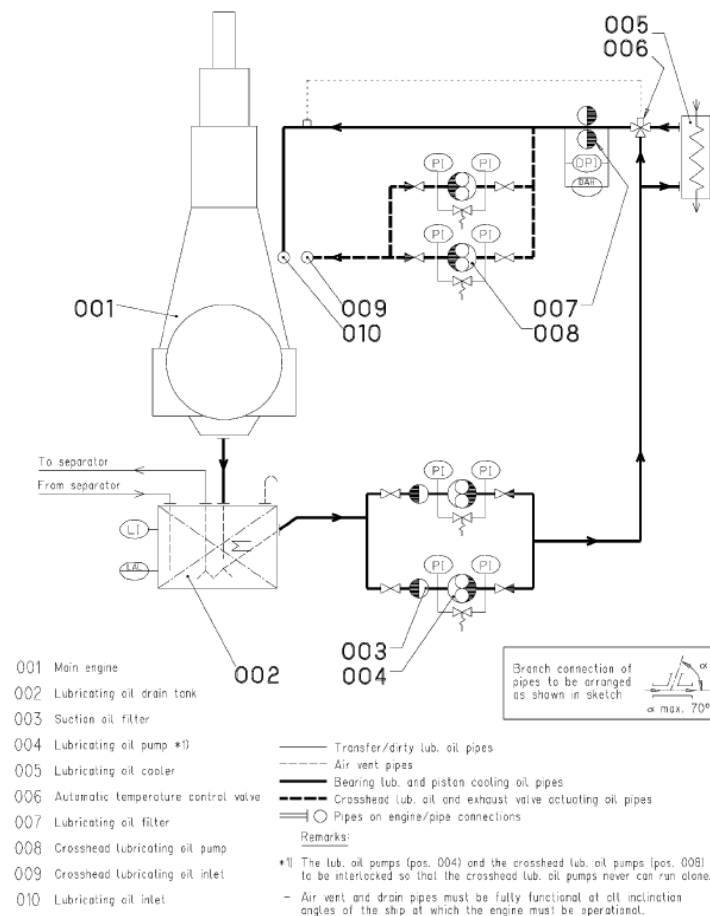 005
006
PI
PI
DPI
DAH
PI
PI
001
009
010
007
008
To separator
From separator
PI
PI
LI
PI
PI
LAL
002
003
004
Branch connection of
pipes to be arranged
as shown in sketch
α
α max. 70°
001 Main engine
002 Lubricating oil drain tank
003 Suction oil filter
004 Lubricating oil pump *1)
005 Lubricating oil cooler
006 Automatic temperature control valve
007 Lubricating oil filter
008 Crosshead lubricating oil pump
009 Crosshead lubricating oil inlet
010 Lubricating oil inlet
Transfer/dirty lub. oil pipes
Air vent pipes
Bearing lub. and piston cooling oil pipes
Crosshead lub. oil and exhaust valve actuating oil pipes
Pipes on engine/pipe connections
Remarks:
*1) The lub. oil pumps (pos. 004) and the crosshead lub. oil pumps (pos. 008)
to be interlocked so that the crosshead lub. oil pumps never can run alone.
- Air vent and drain pipes must be fully functional at all inclination
angles of the ship at which the engine must be operational.